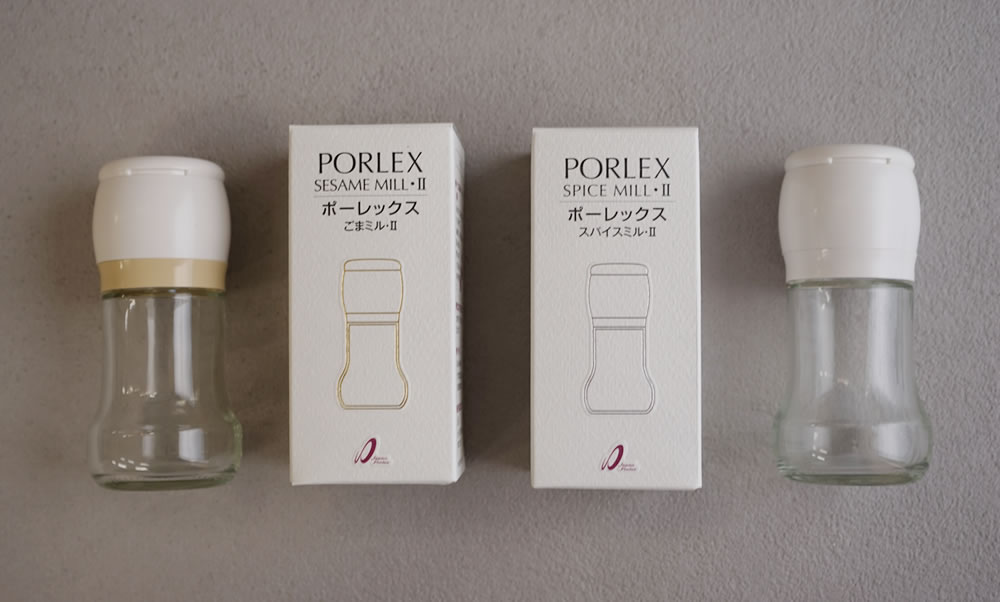 PORLEX
SESAME MILL・II
ポーレックス
ごまミル・II
PORLEX
SPICE MILL・II
ポーレックス
スパイスミル・II